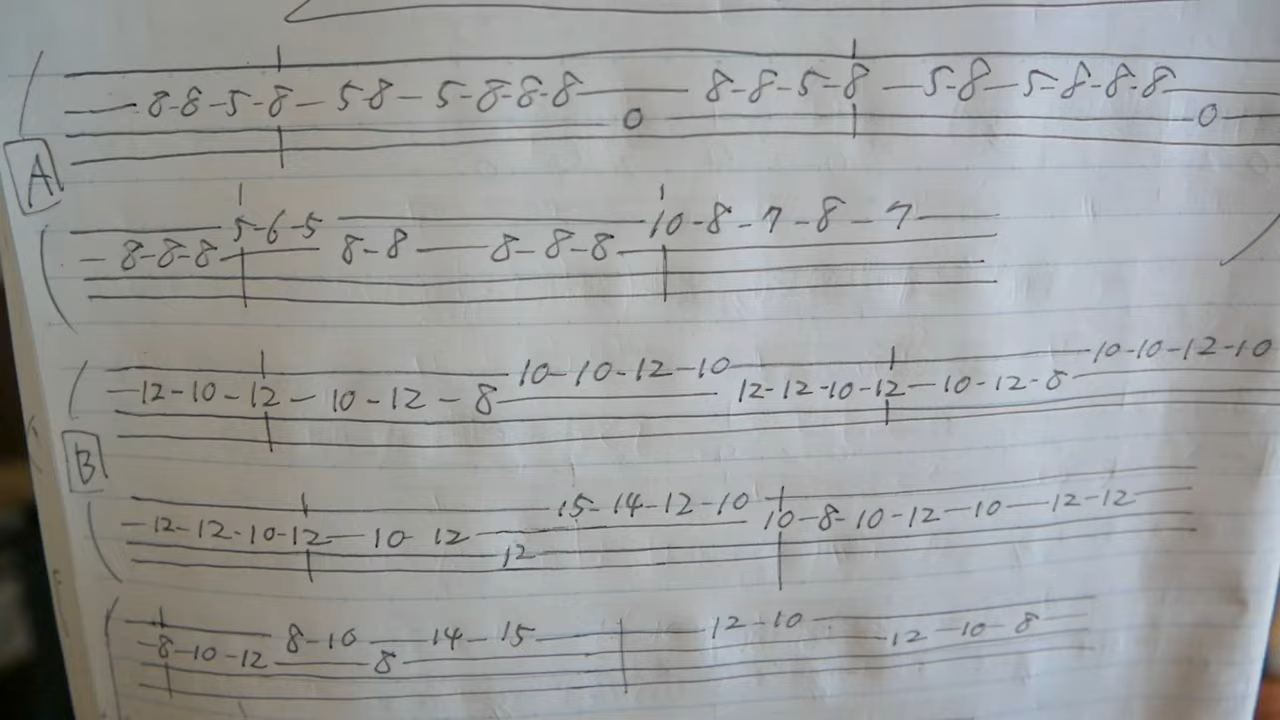 8-8-5-8-5-8-5-8-8-8 8-8-5-8-5-8-5-8-8-8
0 0
A
5-6-5 10-8-7-8-7
8-8-8 8-8-8-8-8
10-10-12-10 10-10-12-10
12-10-12-10-12-8 12-12-10-12-10-12-8
B
15-14-12-10
12-12-10-12-10 12 10-8-10-12-10-12-12
12
8-10-14-15 12-10
8-10-12 8 12-10-8